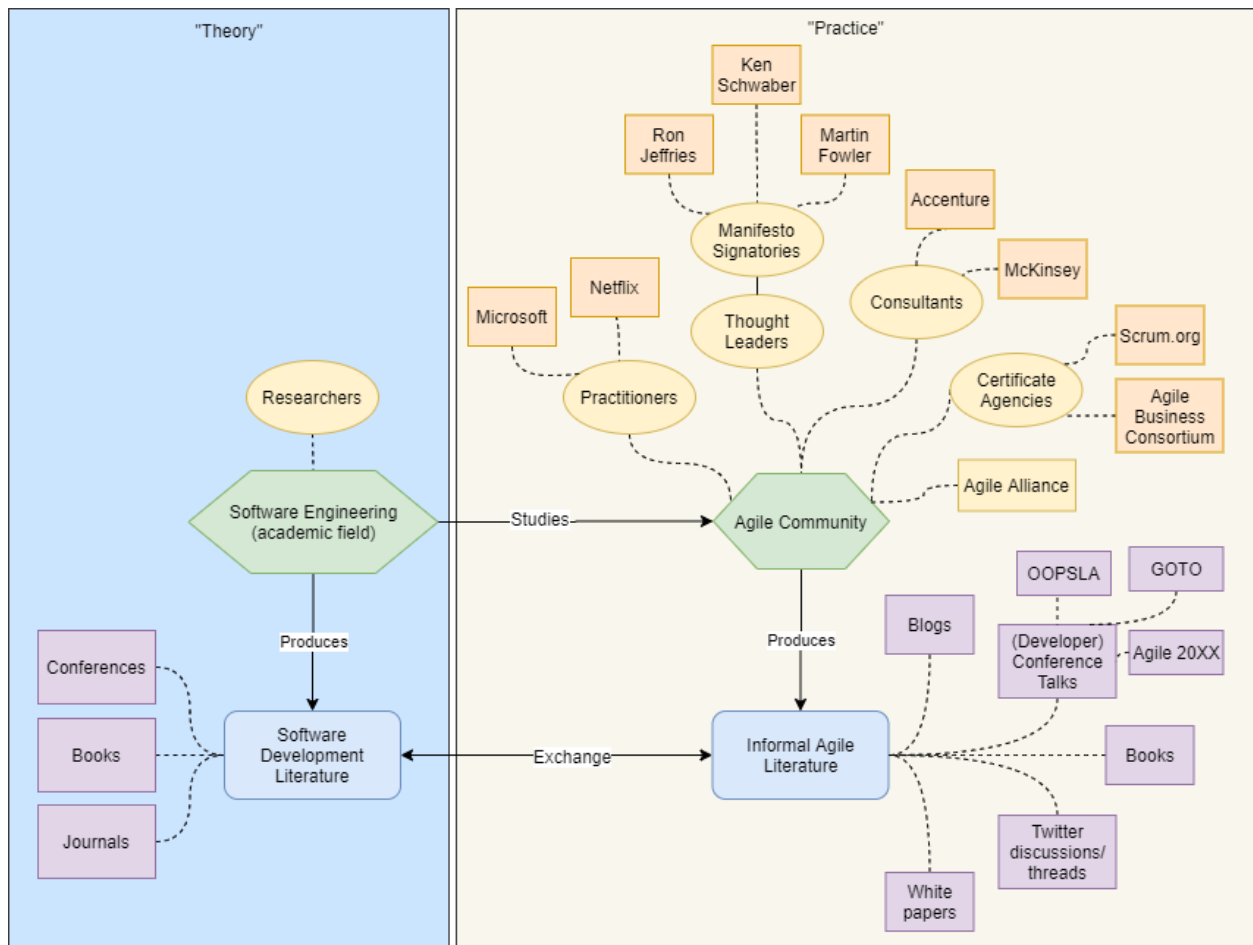 "Theory"
"Practice"
Ken
Schwaber
Ron
Jeffries
Martin
Fowler
Accenture
Manifesto
Signatories
McKinsey
Netflix
Consultants
Microsoft
Thought
Leaders
Scrum.org
Researchers
Practitioners
Certificate
Agencies
Agile
Business
Consortium
Agile Alliance
Software Engineering
(academic field)
Studies
Agile Community
OOPSLA
GOTO
Produces
Produces
Blogs
(Developer)
Conference
Talks
Agile 20XX
Conferences
Books
Journals
Software
Development
Literature
Exchange
Informal Agile
Literature
Books
Twitter
discussions/
threads
White
papers